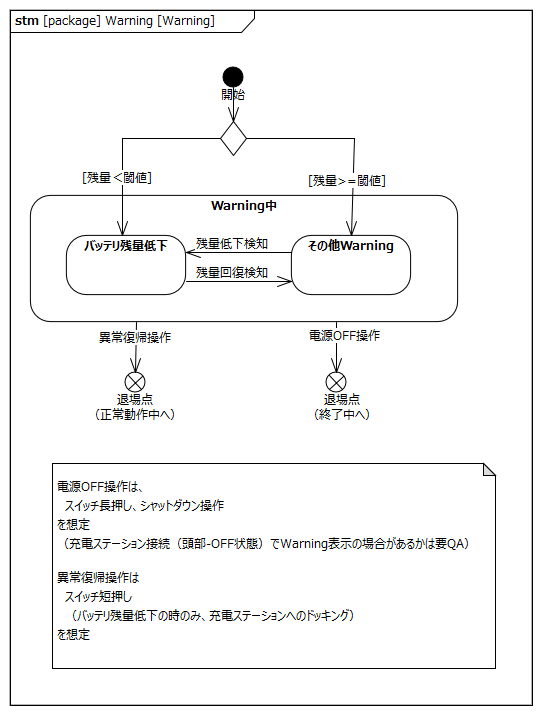 stm [package] Warning [Warning]
開始
[残量＜閾値]
[残量>=閾値]
Warning中
バッテリ残量低下
残量低下検知
その他Warning
残量回復検知
異常復帰操作
電源OFF操作
退場点
（正常動作中へ）
退場点
（終了中へ）
電源OFF操作は、
スイッチ長押し、シャットダウン操作
を想定
（充電ステーション接続（頭部-OFF状態）でWarning表示の場合があるかは要QA）
異常復帰操作は
スイッチ短押し
（バッテリ残量低下の時のみ、充電ステーションへのドッキング）
を想定